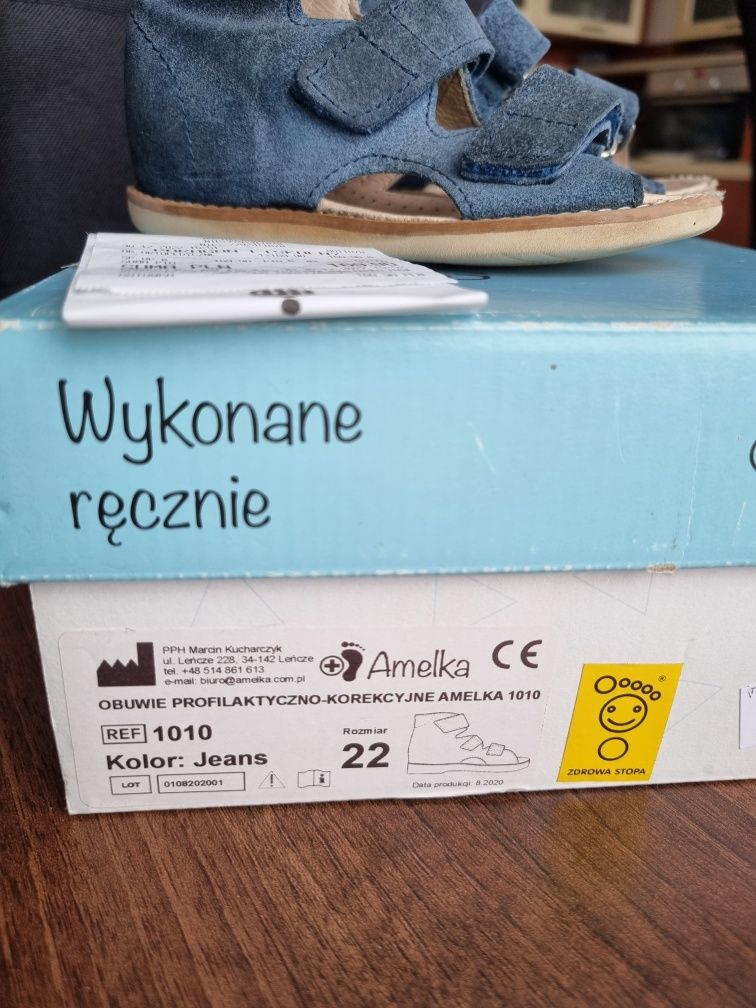 SUMA PLN
Wykonane
ręcznie
PPH Marcin Kucharczyk
ul. Leńcze 228, 34-142 Leńcze
tel. +48 514 861 613
e-mail: biuro@amelka.com.pl
Amelka
CE
OBUWIE PROFILAKTYCZNO-KOREKCYJNE AMELKA 1010
REF 1010
Kolor: Jeans
Rozmiar
22
LOT 0108202001
Data produkcji: 8.2020
®
ZDROWA STOPA